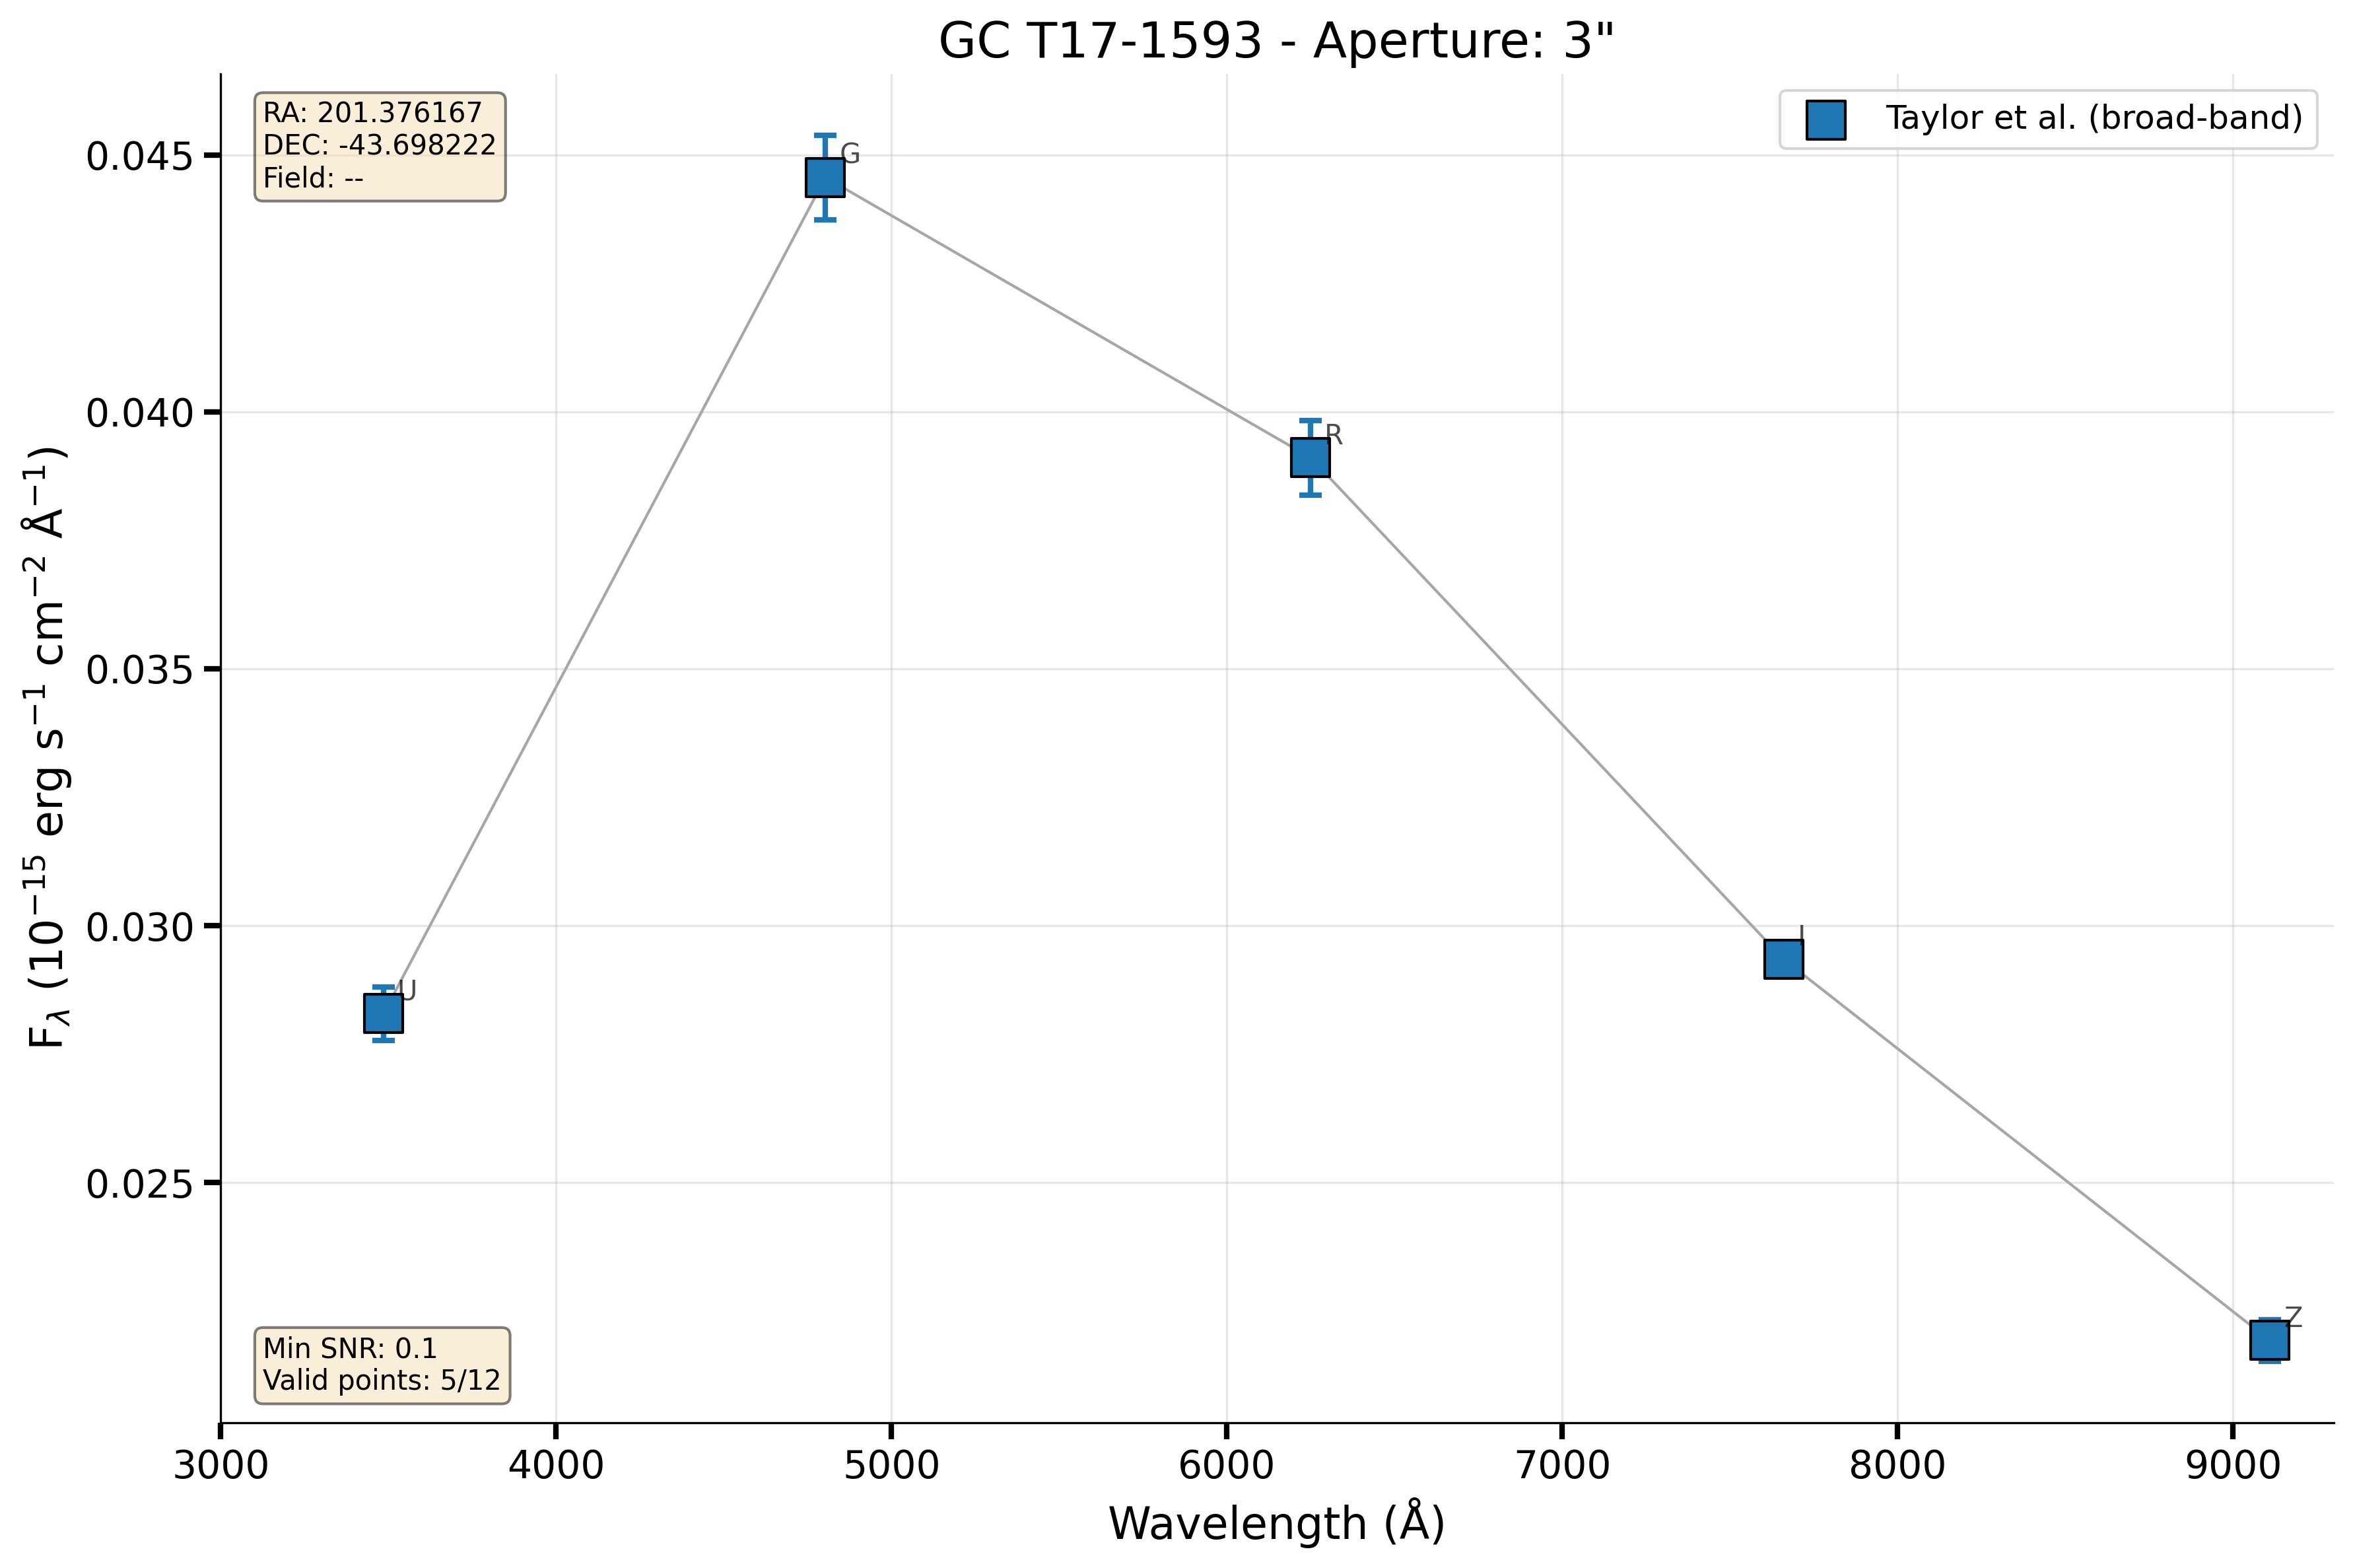 GC T17-1593 - Aperture: 3"
RA: 201.376167
DEC: -43.698222
Field: --
Taylor et al. (broad-band)
G
R
U
I
Z
0.045
0.040
0.035
0.030
0.025
F_λ (10⁻¹⁵ erg s⁻¹ cm⁻² Å⁻¹)
Min SNR: 0.1
Valid points: 5/12
3000 4000 5000 6000 7000 8000 9000
Wavelength (Å)